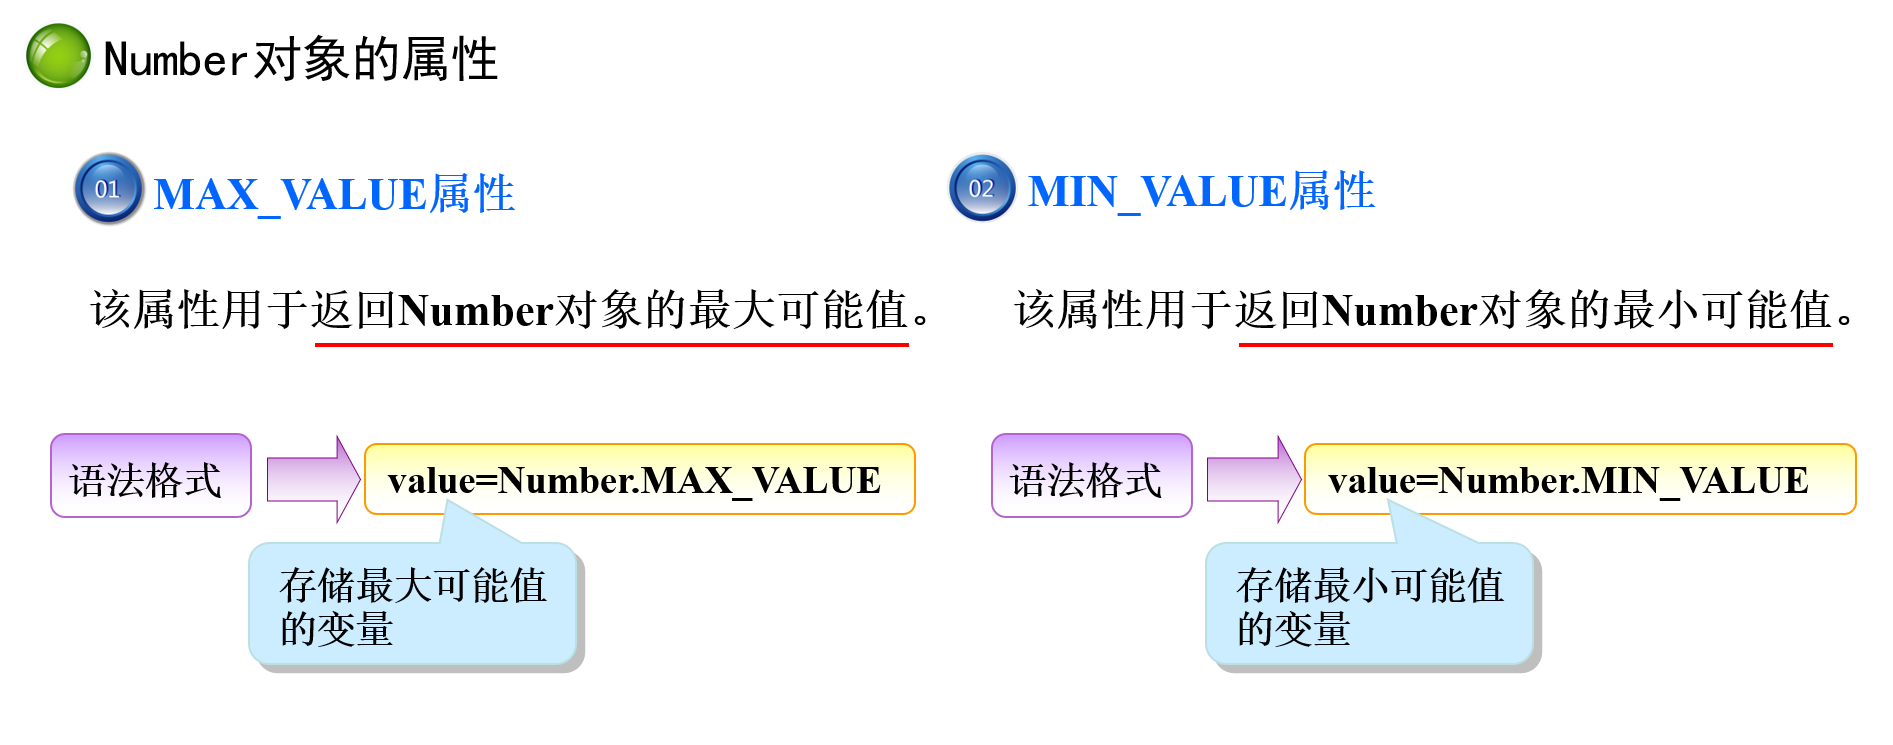 Number对象的属性
01 MAX_VALUE属性
该属性用于返回Number对象的最大可能值。
语法格式
value=Number.MAX_VALUE
存储最大可能值
的变量
02 MIN_VALUE属性
该属性用于返回Number对象的最小可能值。
语法格式
value=Number.MIN_VALUE
存储最小可能值
的变量